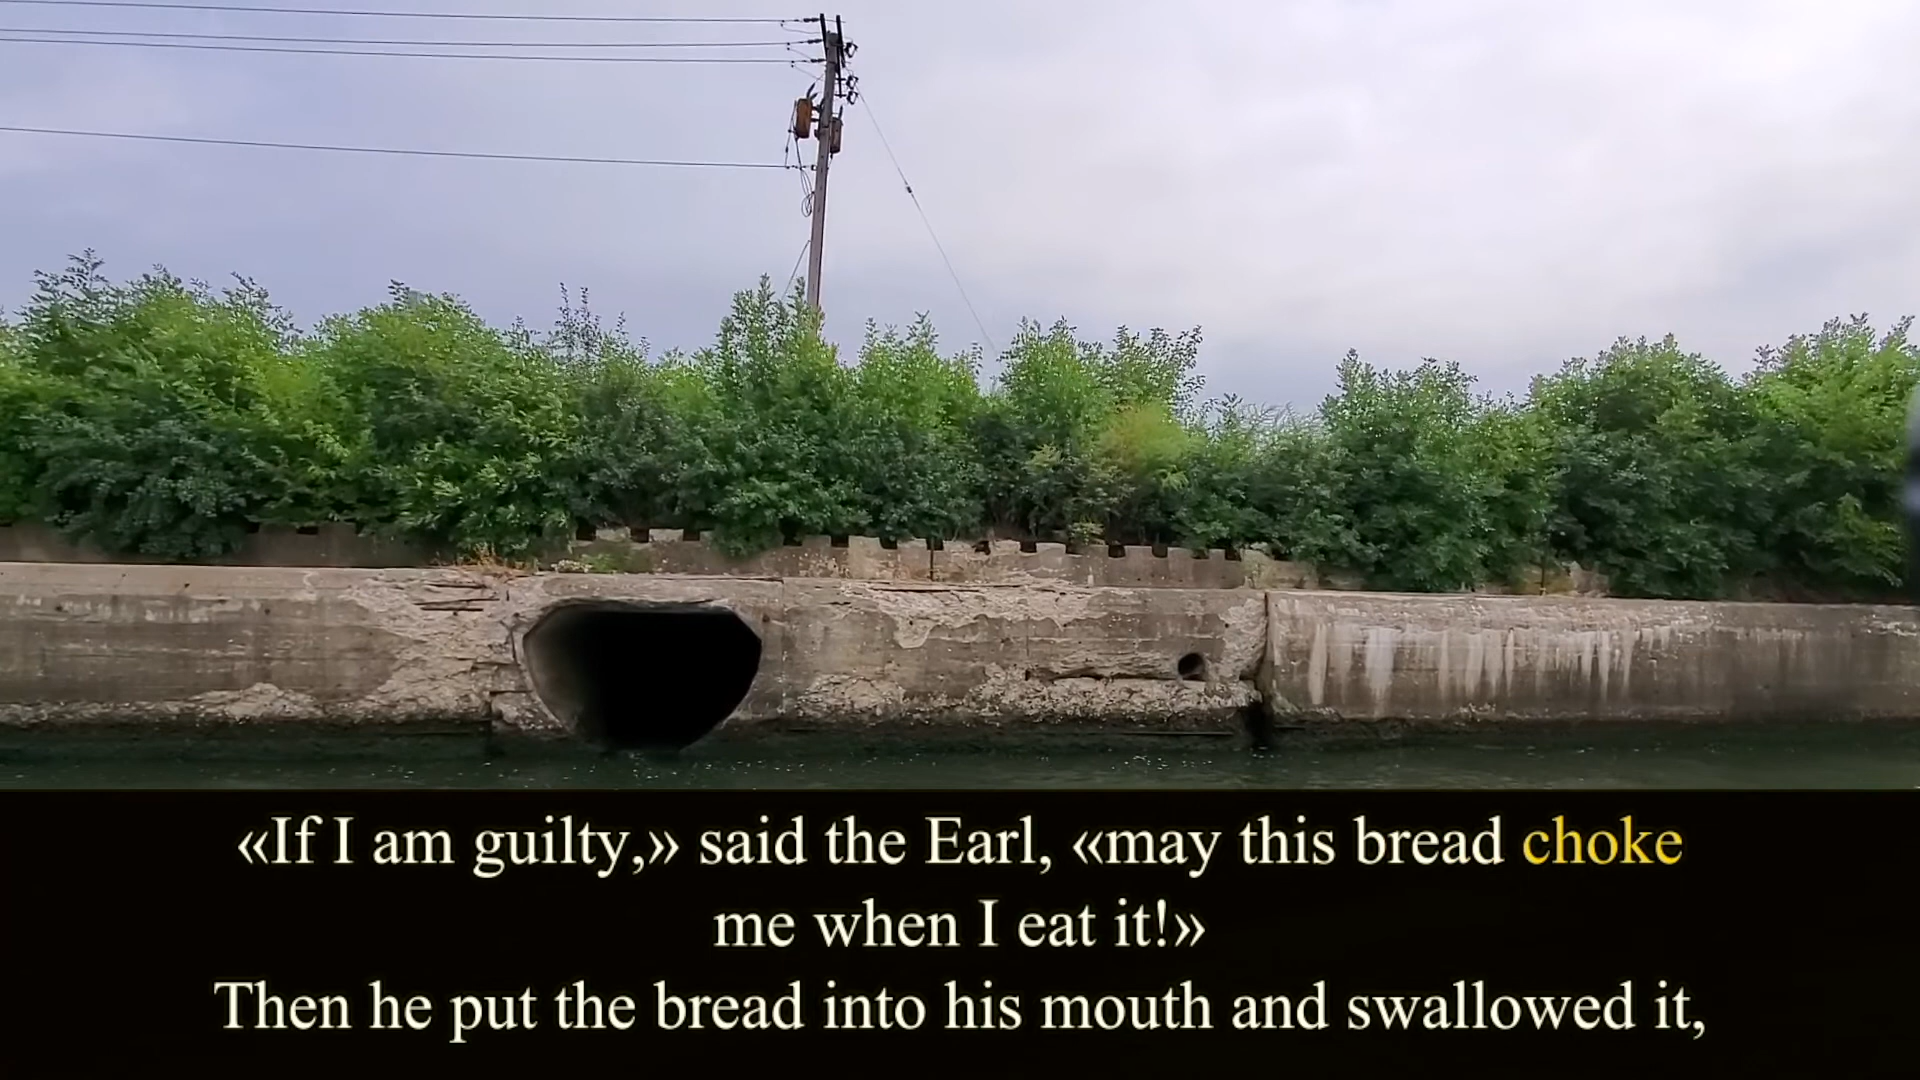 «If I am guilty,» said the Earl, «may this bread choke
me when I eat it!»
Then he put the bread into his mouth and swallowed it,